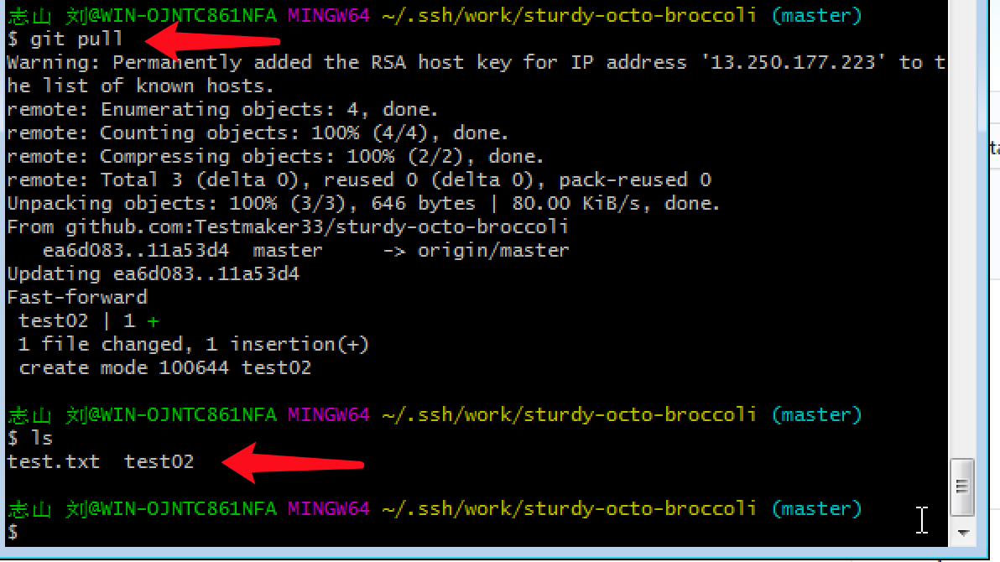 志山 刘@WIN-OJNTC861NFA MINGW64 ~/.ssh/work/sturdy-octo-broccoli (master)
$ git pull
Warning: Permanently added the RSA host key for IP address '13.250.177.223' to t
he list of known hosts.
remote: Enumerating objects: 4, done.
remote: Counting objects: 100% (4/4), done.
remote: Compressing objects: 100% (2/2), done.
remote: Total 3 (delta 0), reused 0 (delta 0), pack-reused 0
Unpacking objects: 100% (3/3), 646 bytes | 80.00 KiB/s, done.
From github.com:Testmaker33/sturdy-octo-broccoli
   ea6d083..11a53d4  master     -> origin/master
Updating ea6d083..11a53d4
Fast-forward
 test02 | 1 +
 1 file changed, 1 insertion(+)
 create mode 100644 test02
志山 刘@WIN-OJNTC861NFA MINGW64 ~/.ssh/work/sturdy-octo-broccoli (master)
$ ls
test.txt  test02
志山 刘@WIN-OJNTC861NFA MINGW64 ~/.ssh/work/sturdy-octo-broccoli (master)
$